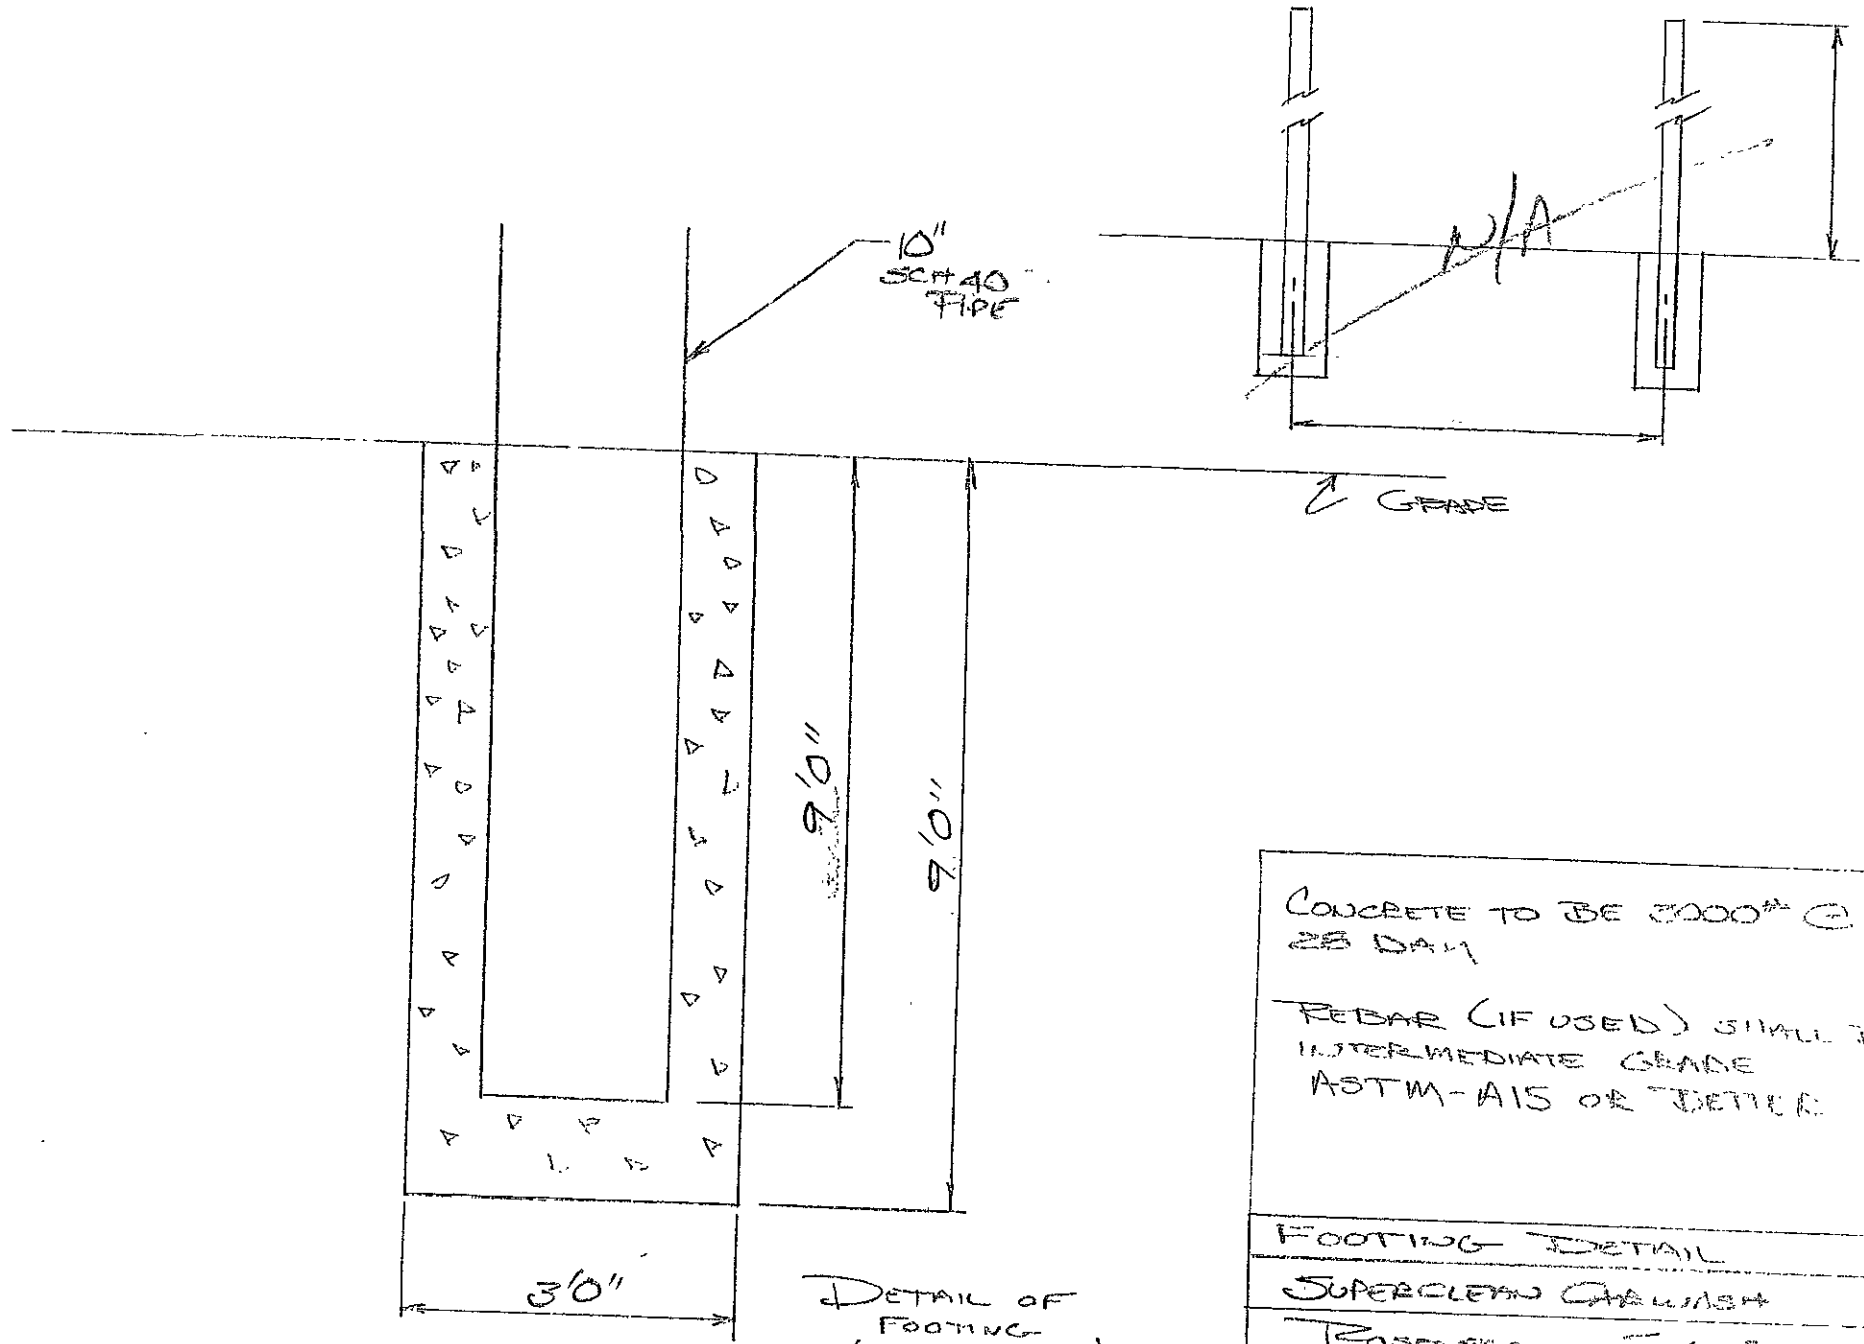 10"
SCH 40
PIPE
N/A
GRADE
9'0"
9'0"
3'0"
DETAIL OF
FOOTING
CONCRETE TO BE 3000# @
28 DAY
REBAR (IF USED) SHALL
INTERMEDIATE GRADE
ASTM-A15 OR BETTER
FOOTING DETAIL
SUPERCLEAN CARWASH